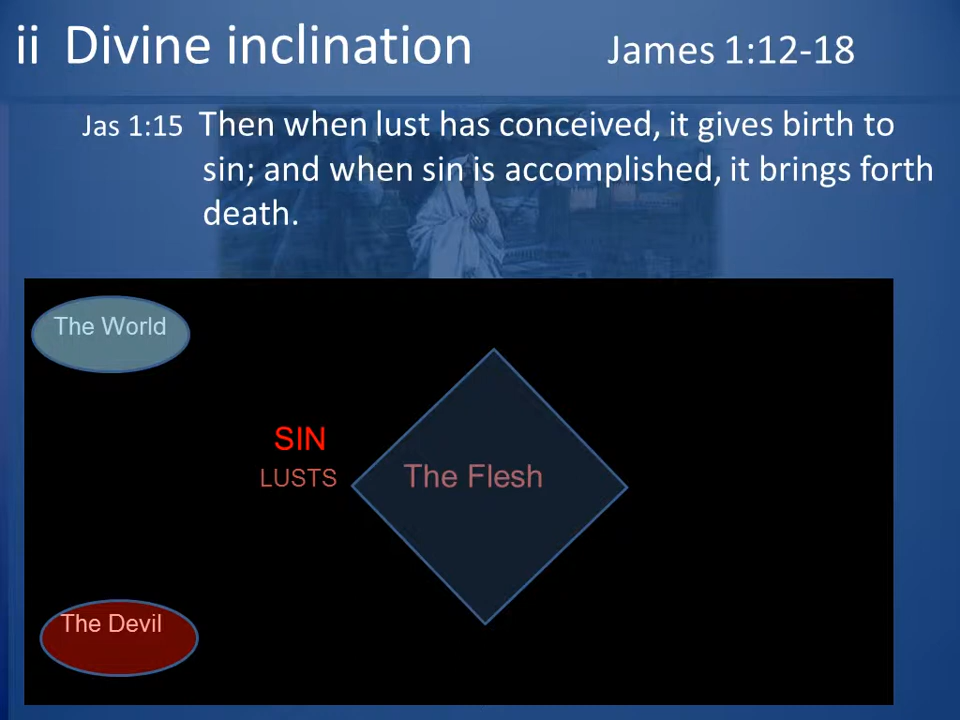 ii Divine inclination James 1:12-18
Jas 1:15 Then when lust has conceived, it gives birth to
sin; and when sin is accomplished, it brings forth
death.
The World
SIN
LUSTS
The Flesh
The Devil